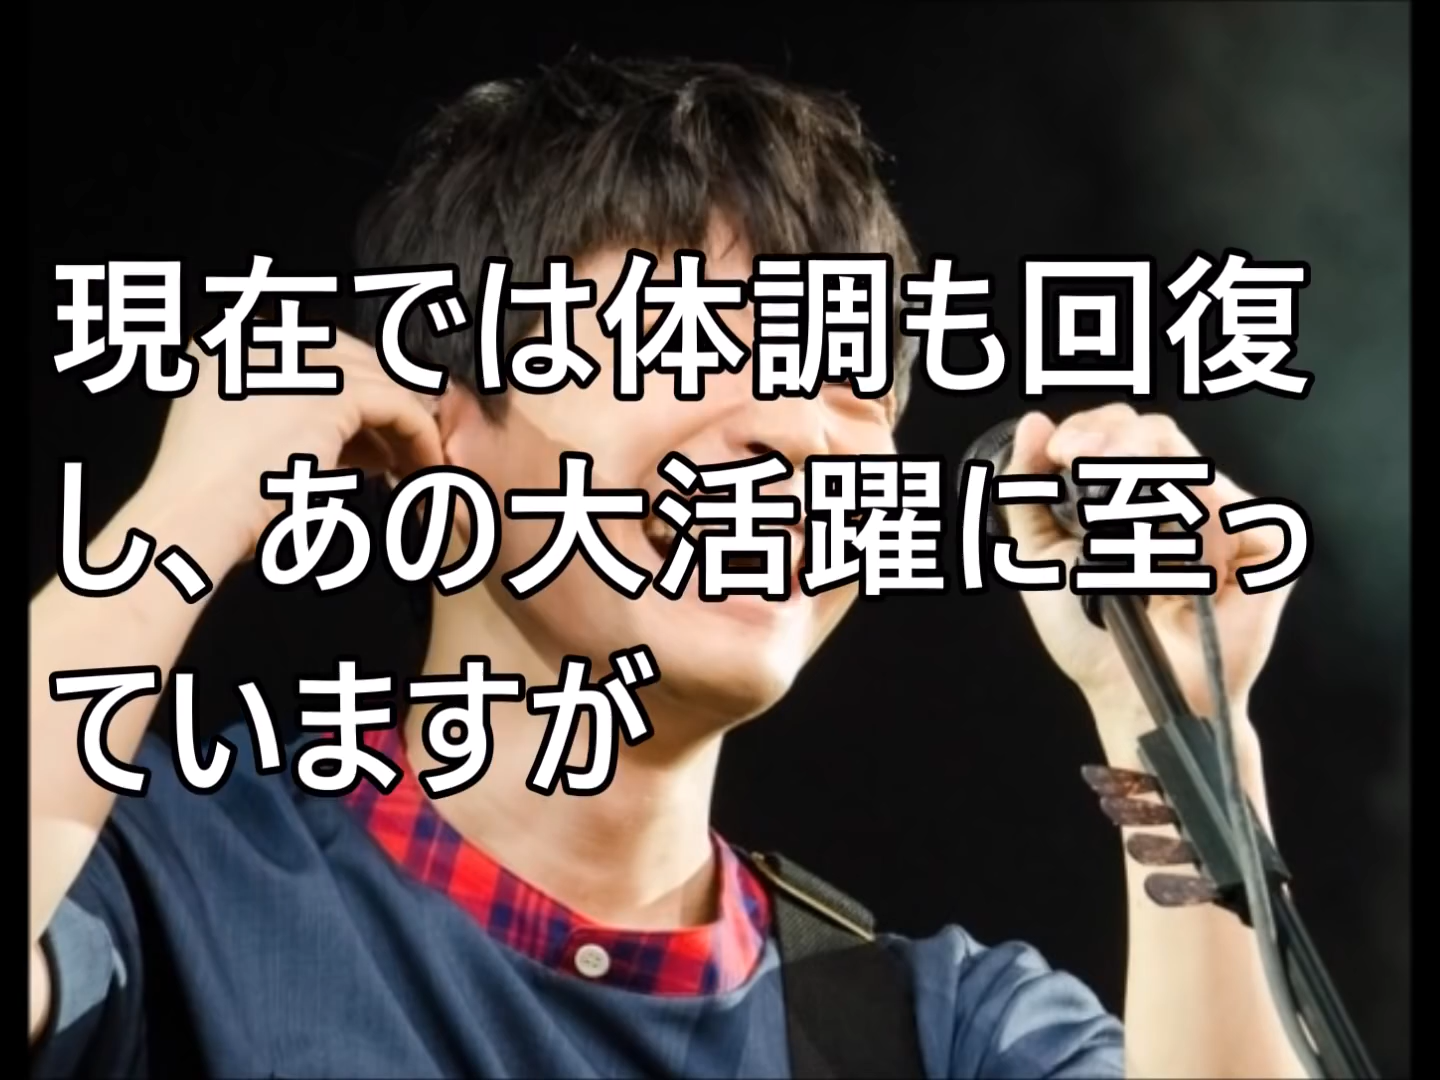 現在では体調も回復
し、あの大活躍に至っ
ていますが